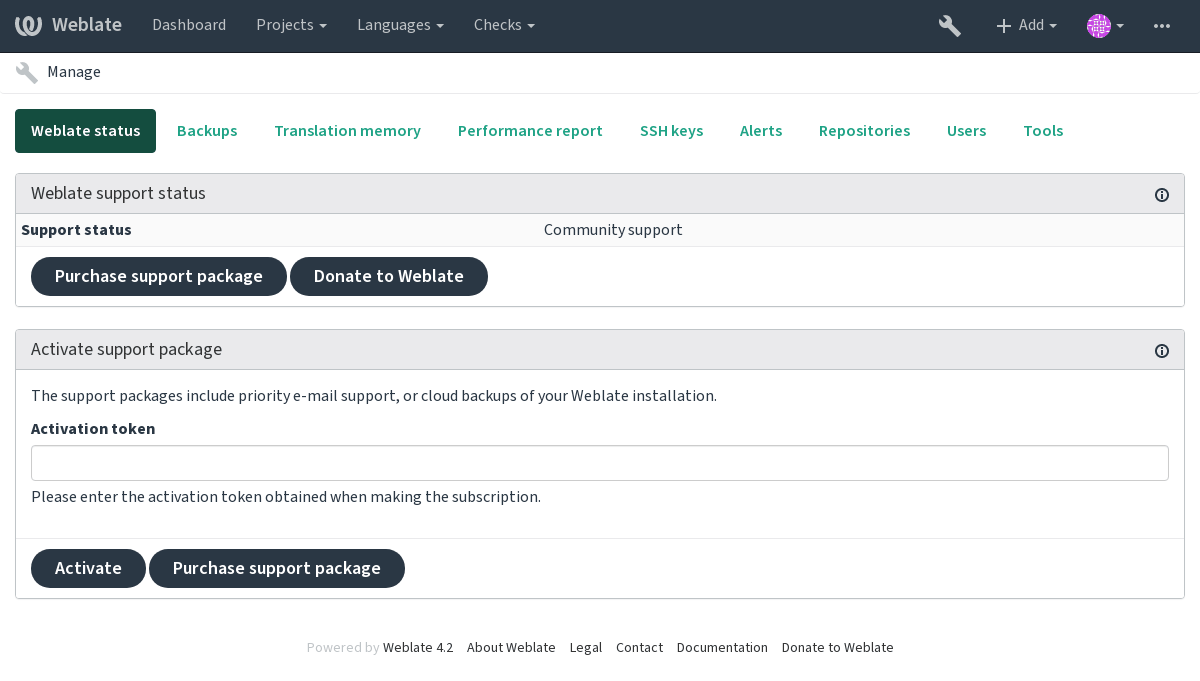 Weblate Dashboard Projects Languages Checks Add
Manage
Weblate status Backups Translation memory Performance report SSH keys Alerts Repositories Users Tools
Weblate support status
Support status Community support
Purchase support package Donate to Weblate
Activate support package
The support packages include priority e-mail support, or cloud backups of your Weblate installation.
Activation token
Please enter the activation token obtained when making the subscription.
Activate Purchase support package
Powered by Weblate 4.2 About Weblate Legal Contact Documentation Donate to Weblate